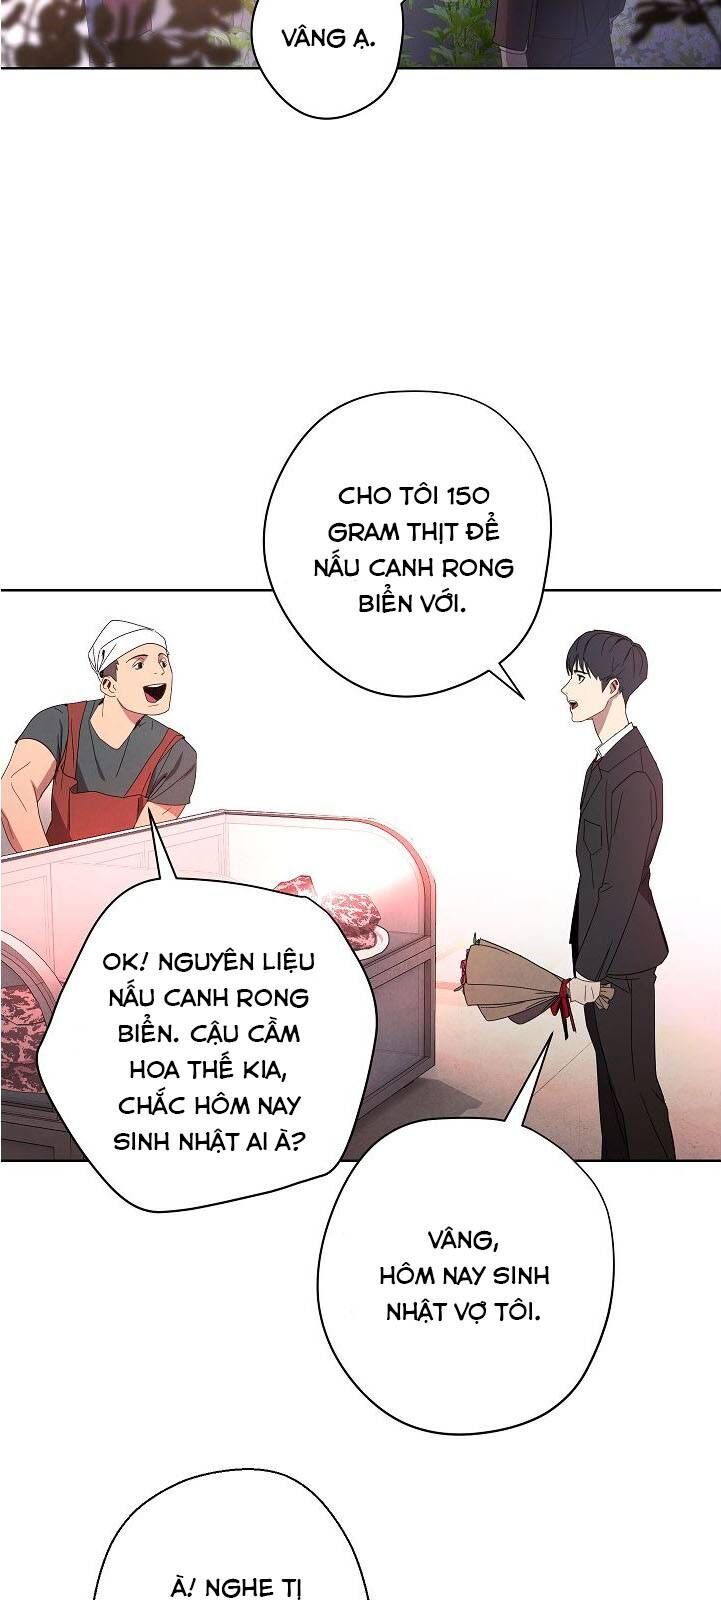 VÂNG Ạ.
CHO TÔI 150
GRAM THỊT ĐỂ
NẤU CANH RONG
BIỂN VỚI.
OK! NGUYÊN LIỆU
NẤU CANH RONG
BIỂN. CẬU CẦM
HOA THẾ KIA,
CHẮC HÔM NAY
SINH NHẬT AI À?
VÂNG,
HÔM NAY SINH
NHẬT VỢ TÔI.
À! NGHE TỊ